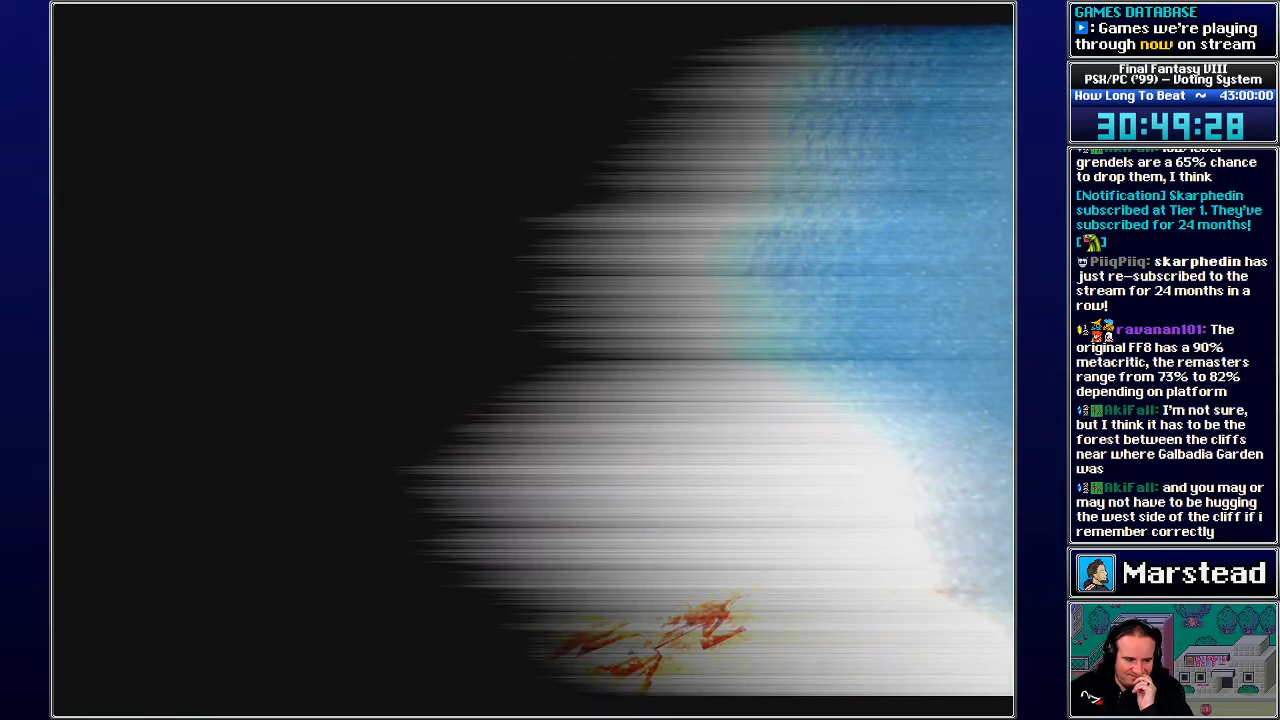 GAMES DATABASE
: Games we're playing
through now on stream
Final Fantasy VIII
PSX/PC ('99) – Voting System
How Long To Beat ~ 43:00:00
30:49:28
grendels are a 65% chance
to drop them, I think
[Notification] Skarphedin
subscribed at Tier 1. They've
subscribed for 24 months!
[ ]
PiiqPiiq: skarphedin has
just re-subscribed to the
stream for 24 months in a
row!
ravanan101: The
original FF8 has a 90%
metacritic, the remasters
range from 73% to 82%
depending on platform
AkiFall: I'm not sure,
but I think it has to be the
forest between the cliffs
near where Galbadia Garden
was
AkiFall: and you may or
may not have to be hugging
the west side of the cliff if i
remember correctly
Marstead